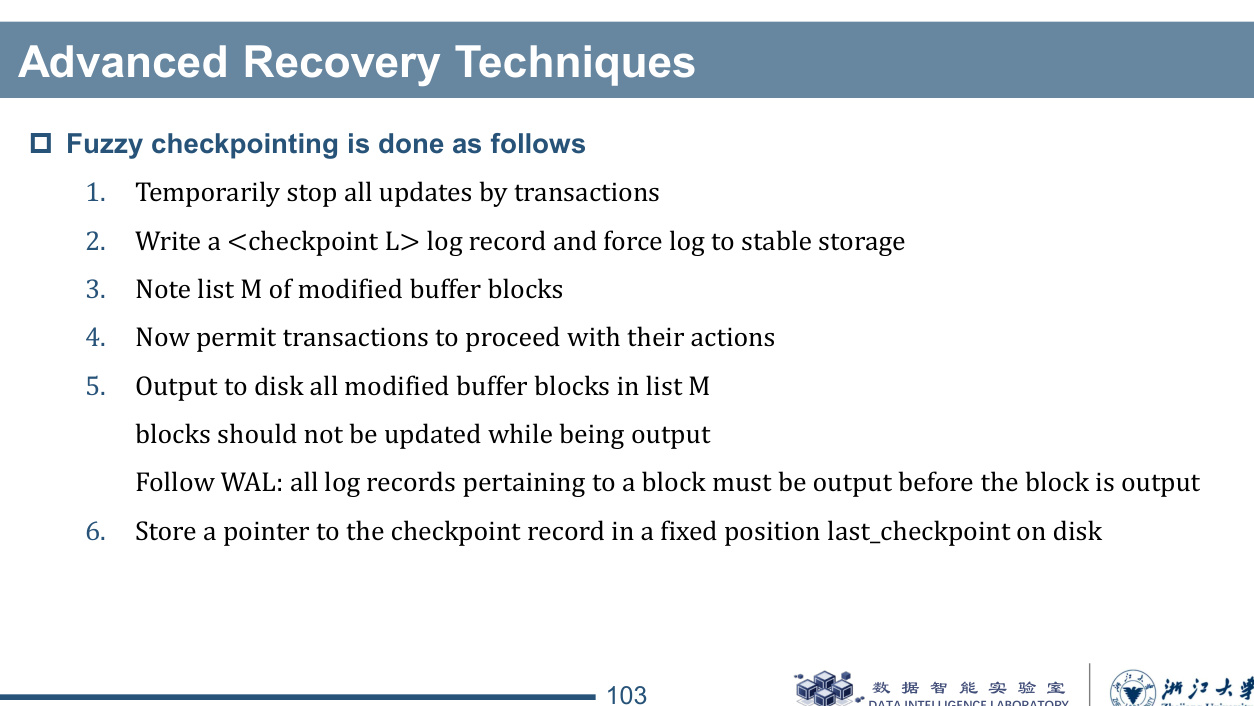 Advanced Recovery Techniques
Fuzzy checkpointing is done as follows
1. Temporarily stop all updates by transactions
2. Write a <checkpoint L> log record and force log to stable storage
3. Note list M of modified buffer blocks
4. Now permit transactions to proceed with their actions
5. Output to disk all modified buffer blocks in list M
blocks should not be updated while being output
Follow WAL: all log records pertaining to a block must be output before the block is output
6. Store a pointer to the checkpoint record in a fixed position last_checkpoint on disk
103
数据智能实验室
DATA INTELLIGENCE LABORATORY
浙江大学